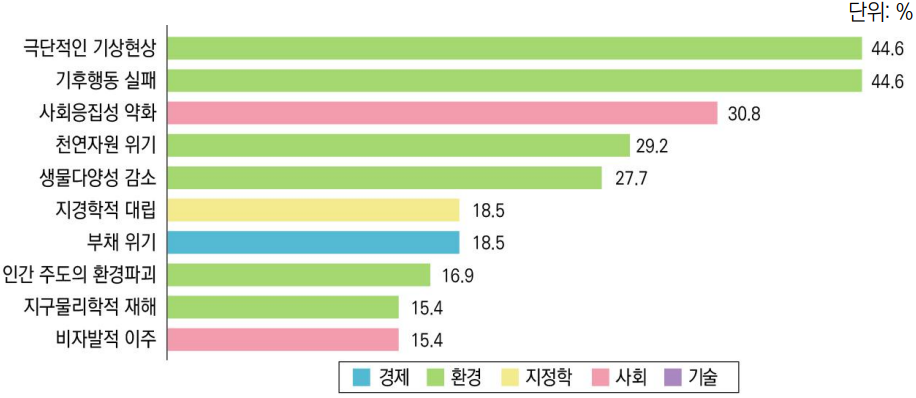 단위: %
극단적인 기상현상 44.6
기후행동 실패 44.6
사회응집성 약화 30.8
천연자원 위기 29.2
생물다양성 감소 27.7
지경학적 대립 18.5
부채 위기 18.5
인간 주도의 환경파괴 16.9
지구물리학적 재해 15.4
비자발적 이주 15.4
경제 환경 지정학 사회 기술